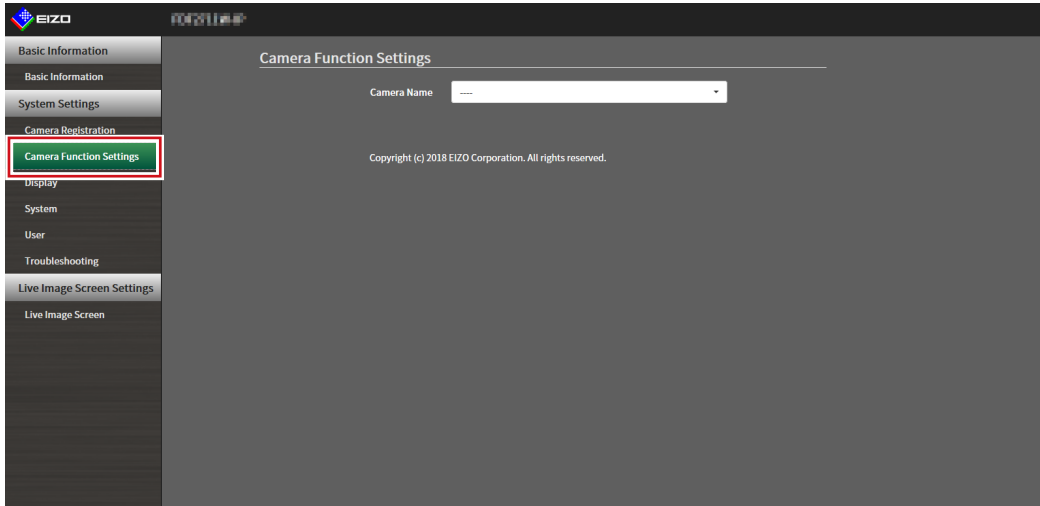 EIZO
Basic Information
Basic Information
System Settings
Camera Registration
Camera Function Settings
Display
System
User
Troubleshooting
Live Image Screen Settings
Live Image Screen
Camera Function Settings
Camera Name
----
Copyright (c) 2018 EIZO Corporation. All rights reserved.